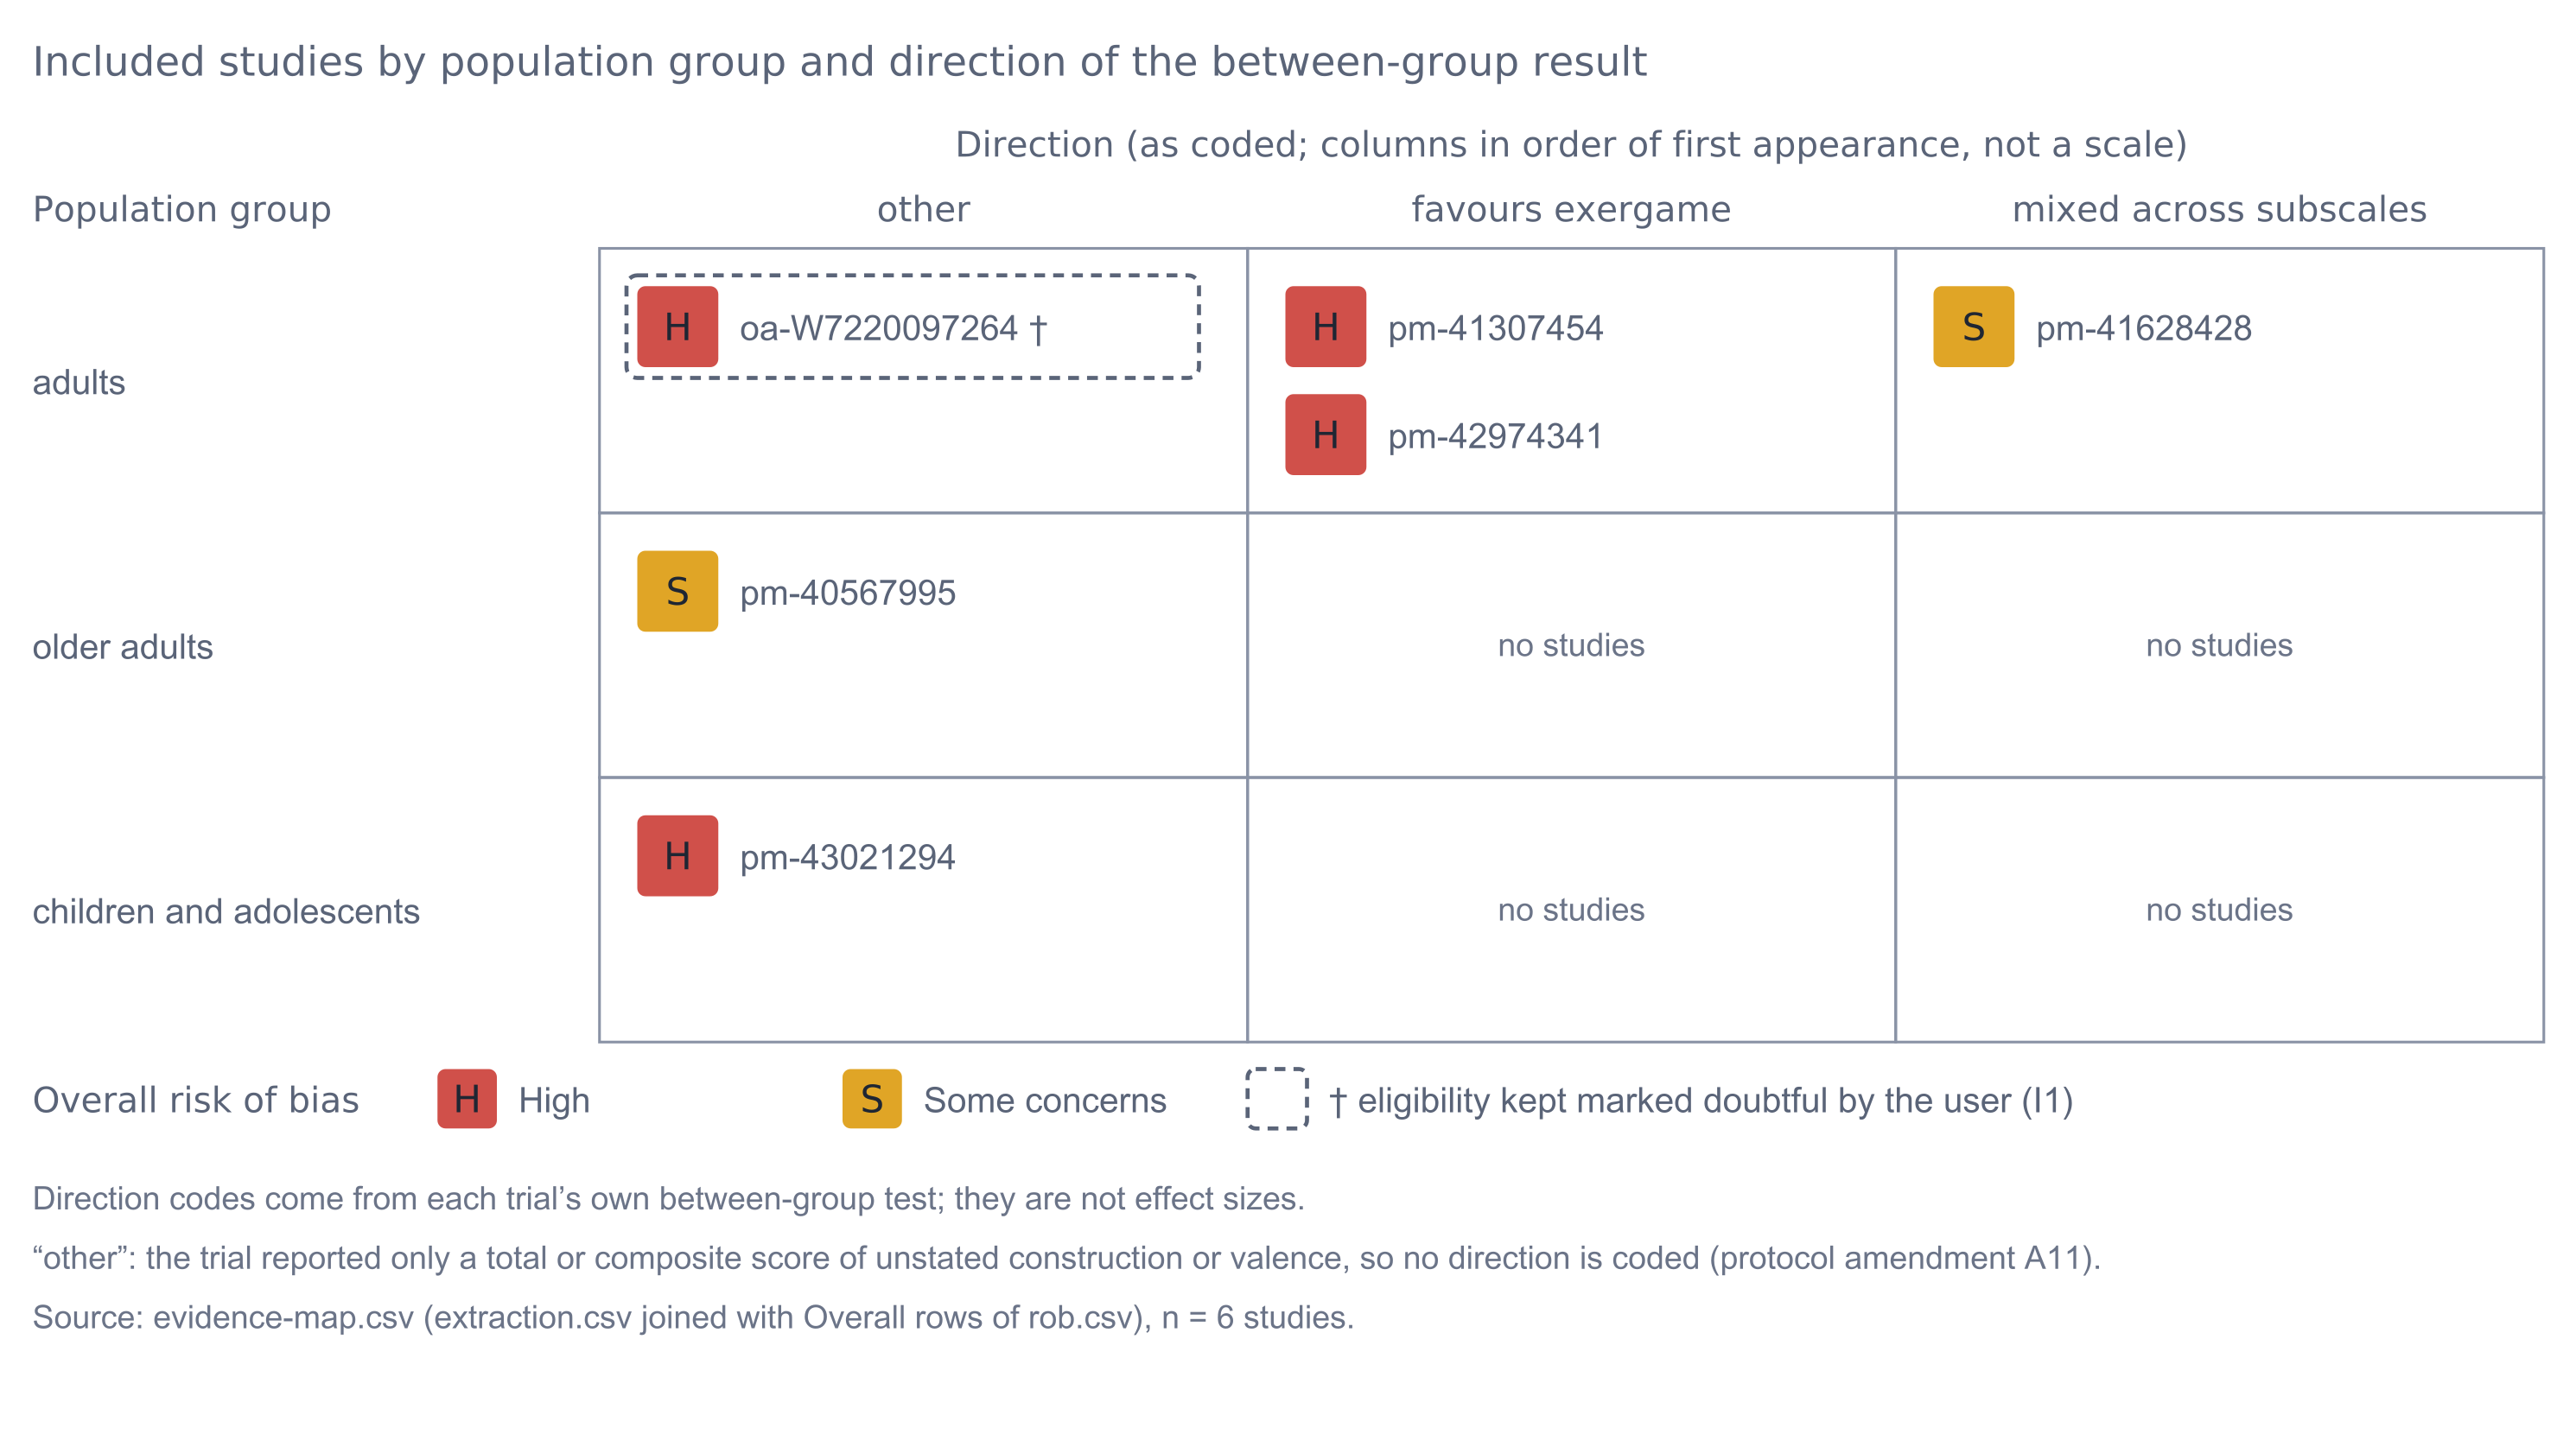 Included studies by population group and direction of the between-group result
Direction (as coded; columns in order of first appearance, not a scale)
Population group other favours exergame mixed across subscales
adults
H oa-W7220097264 † H pm-41307454 S pm-41628428
H pm-42974341
older adults
S pm-40567995
no studies no studies
children and adolescents
H pm-43021294
no studies no studies
Overall risk of bias H High S Some concerns † eligibility kept marked doubtful by the user (I1)
Direction codes come from each trial’s own between-group test; they are not effect sizes.
“other”: the trial reported only a total or composite score of unstated construction or valence, so no direction is coded (protocol amendment A11).
Source: evidence-map.csv (extraction.csv joined with Overall rows of rob.csv), n = 6 studies.